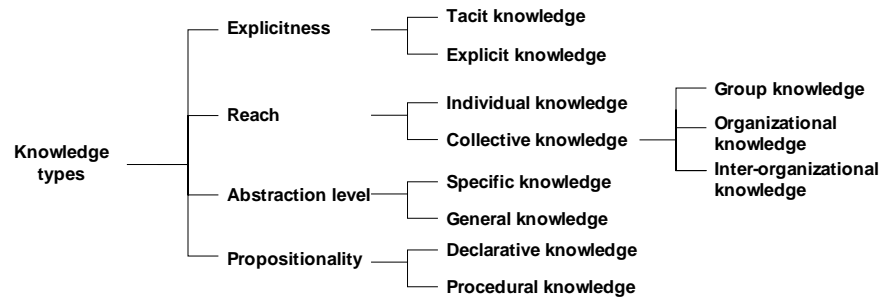 Knowledge
types
Explicitness
Tacit knowledge
Explicit knowledge
Reach
Individual knowledge
Collective knowledge
Group knowledge
Organizational
knowledge
Inter-organizational
knowledge
Abstraction level
Specific knowledge
General knowledge
Propositionality
Declarative knowledge
Procedural knowledge